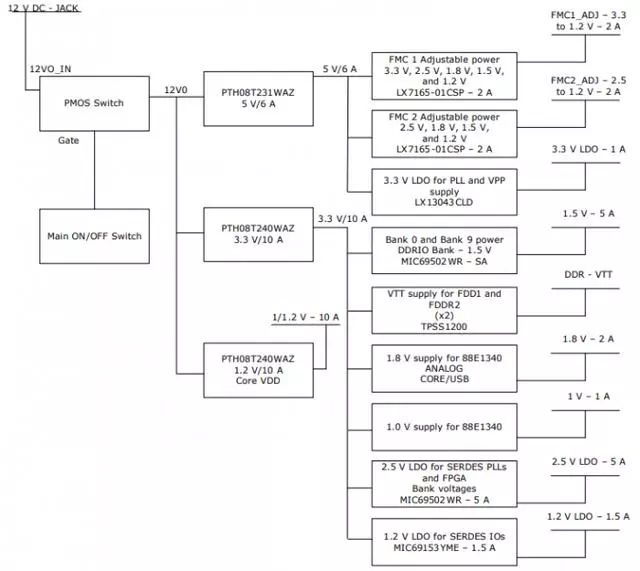 12 V DC - JACK
12VO_IN
PMOS Switch
Gate
Main ON/OFF Switch
12V0
PTH08T231WAZ
5 V/6 A
5 V/6 A
PTH08T240WAZ
3.3 V/10 A
3.3 V/10 A
1/1.2 V – 10 A
PTH08T240WAZ
1.2 V/10 A
Core VDD
FMC 1 Adjustable power
3.3 V, 2.5 V, 1.8 V, 1.5 V,
and 1.2 V
LX7165-01CSP – 2 A
FMC1_ADJ – 3.3
to 1.2 V – 2 A
FMC 2 Adjustable power
2.5 V, 1.8 V, 1.5 V,
and 1.2 V
LX7165-01CSP – 2 A
FMC2_ADJ – 2.5
to 1.2 V – 2 A
3.3 V LDO for PLL and VPP
supply
LX13043CLD
3.3 V LDO – 1 A
Bank 0 and Bank 9 power
DDRIO Bank – 1.5 V
MIC69502WR – SA
1.5 V – 5 A
VTT supply for FDD1 and
FDDR2
(x2)
TPSS1200
DDR - VTT
1.8 V supply for 88E1340
ANALOG
CORE/USB
1.8 V – 2 A
1.0 V supply for 88E1340
1 V – 1 A
2.5 V LDO for SERDES PLLs
and FPGA
Bank voltages
MIC69502WR – 5 A
2.5 V LDO – 5 A
1.2 V LDO for SERDES IOs
MIC69153YME – 1.5 A
1.2 V LDO – 1.5 A